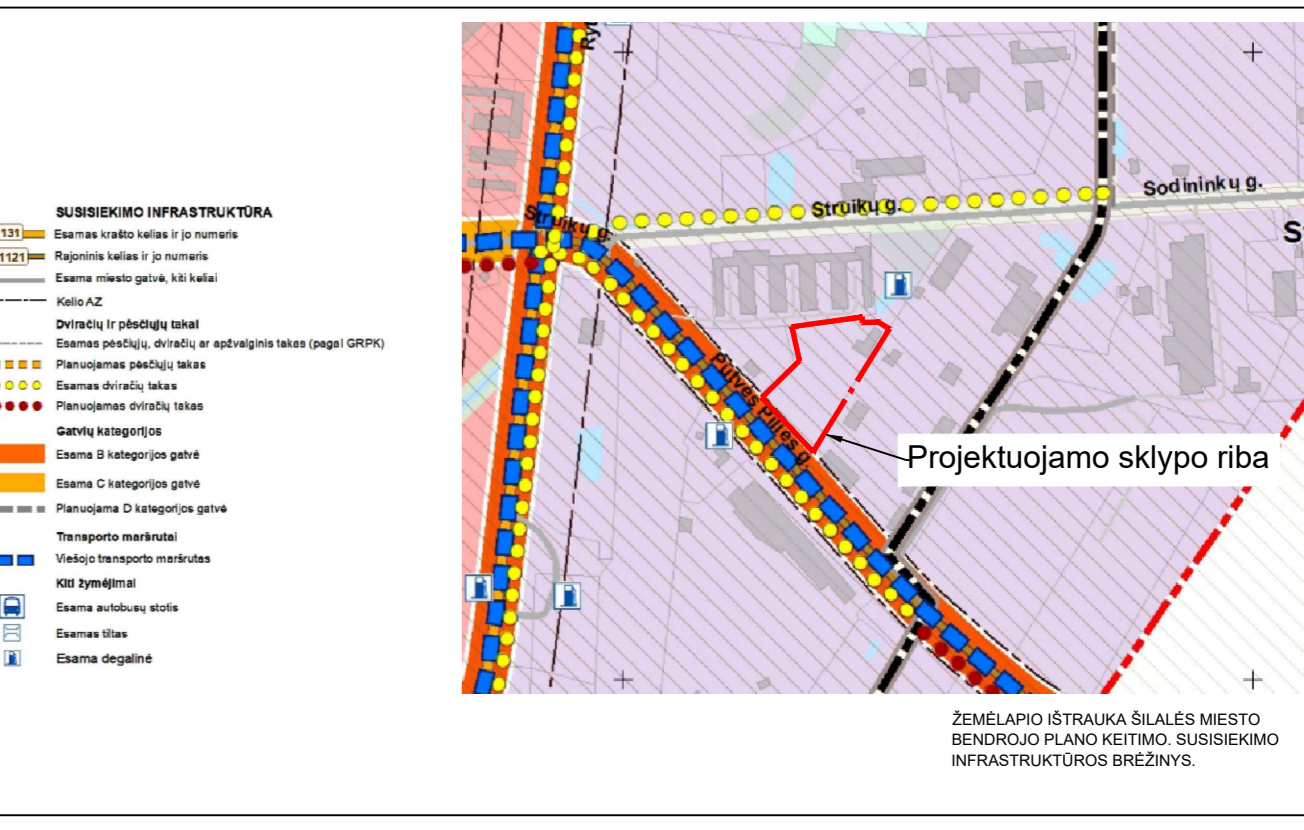 SUSISIEKIMO INFRASTRUKTŪRA
131 Esamas krašto kelias ir jo numeris
1121 Rajoninis kelias ir jo numeris
Esama miesto gatvė, kiti keliai
Kelio AZ
Dviračių ir pėsčiųjų takai
Esamas pėsčiųjų, dviračių ar apžvalginis takas (pagal GRPK)
Planuojamas pėsčiųjų takas
Esamas dviračių takas
Planuojamas dviračių takas
Gatvių kategorijos
Esama B kategorijos gatvė
Esama C kategorijos gatvė
Planuojama D kategorijos gatvė
Transporto maršrutai
Viešojo transporto maršrutas
Kiti žymėjimai
Esama autobusų stotis
Esamas tiltas
Esama degalinė
Ryt
Struikų g.
Struikų g.
Sodininkų g.
S
Putvės Pilies g.
Projektuojamo sklypo riba
ŽEMĖLAPIO IŠTRAUKA ŠILALĖS MIESTO
BENDROJO PLANO KEITIMO. SUSISIEKIMO
INFRASTRUKTŪROS BRĖŽINYS.